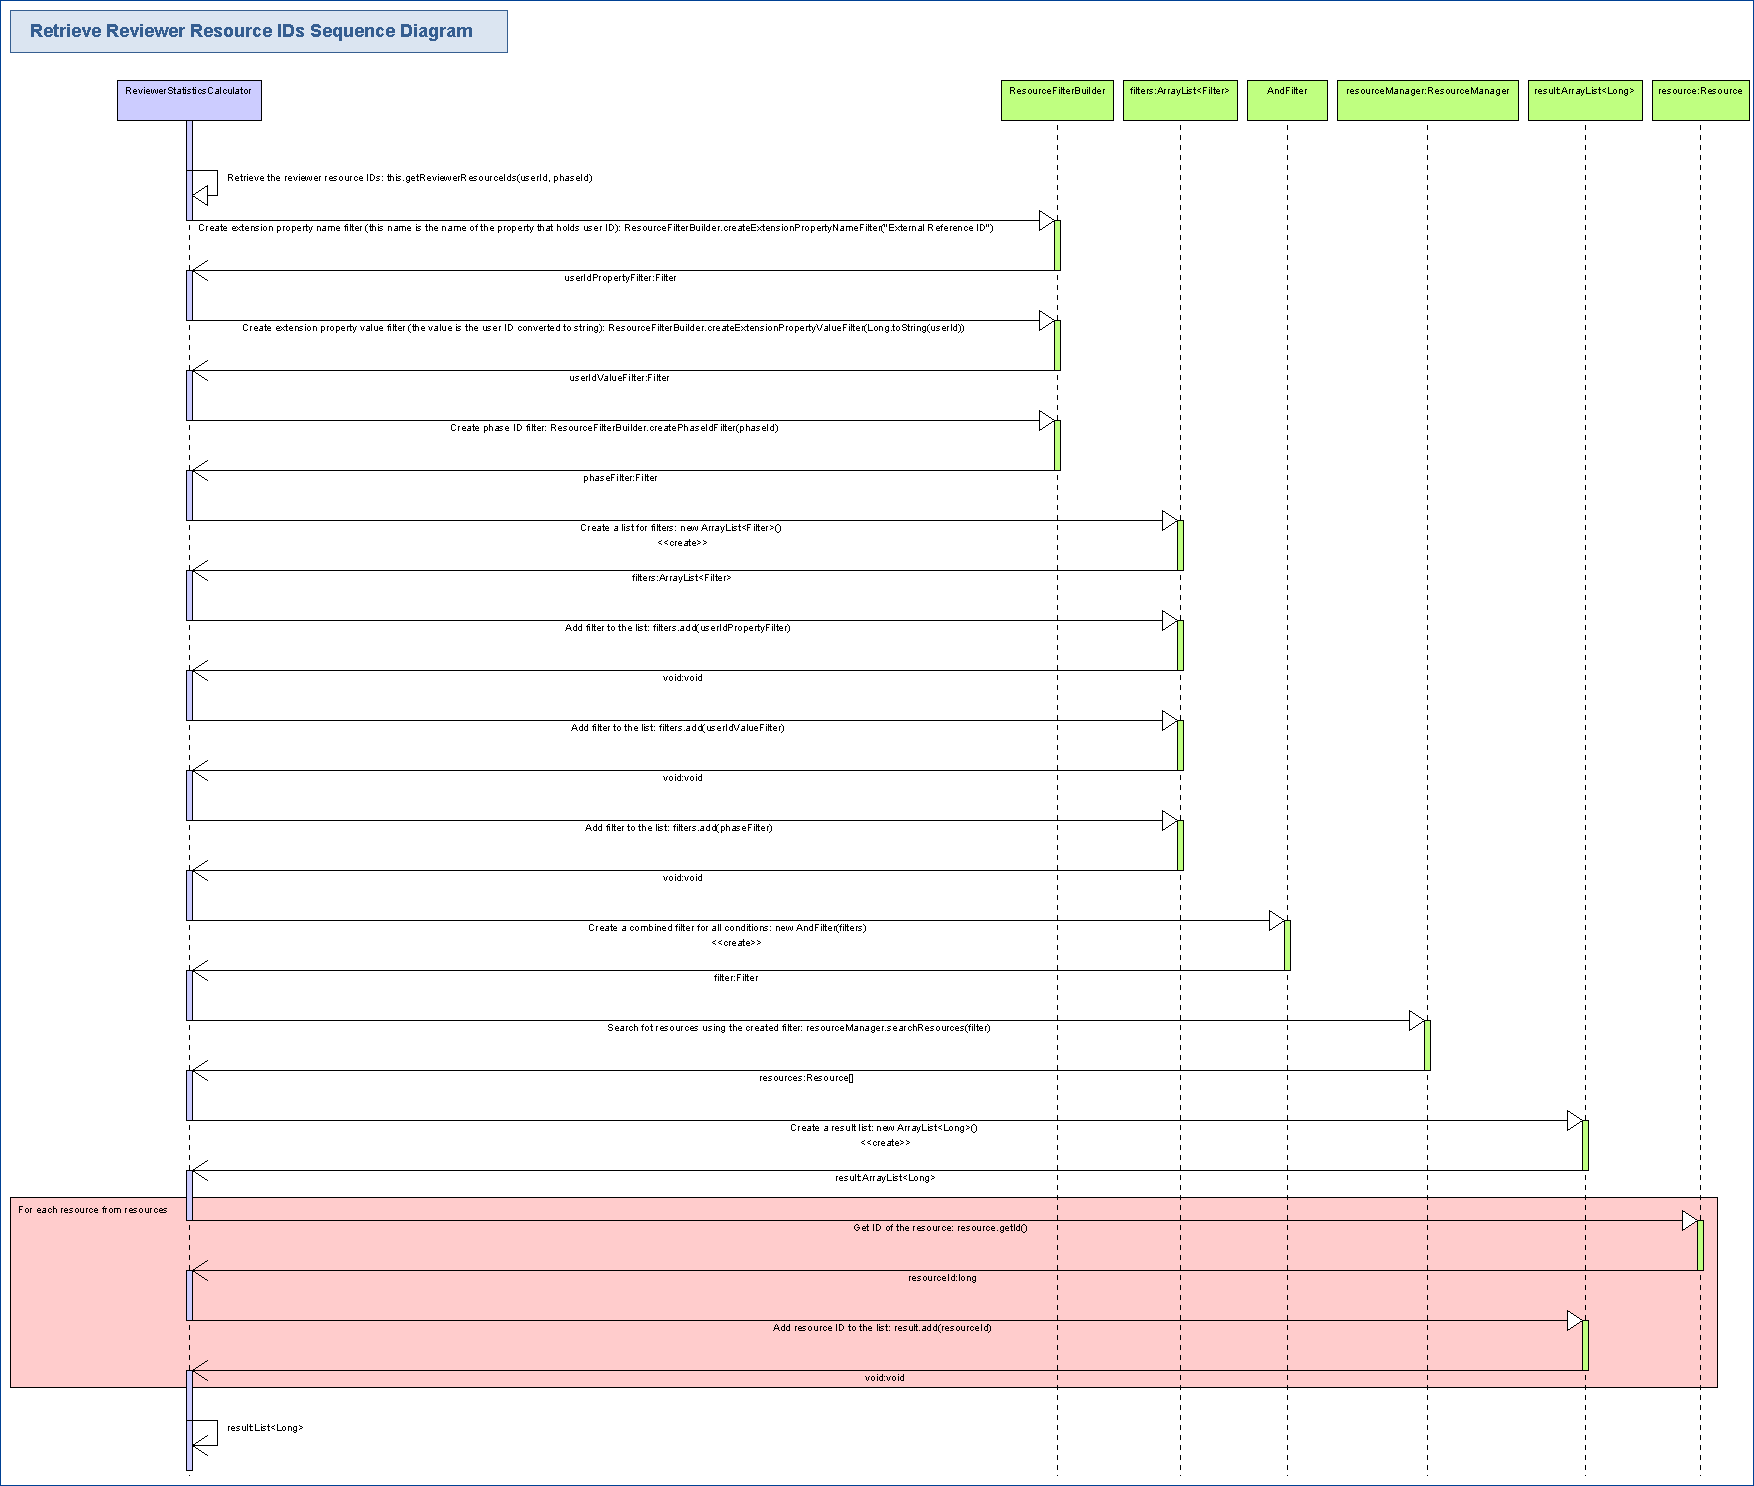 Retrieve Reviewer Resource IDs Sequence Diagram
ReviewerStatisticsCalculator
ResourceFilterBuilder
filters:ArrayList<Filter>
AndFilter
resourceManager:ResourceManager
result:ArrayList<Long>
resource:Resource
Retrieve the reviewer resource IDs: this.getReviewerResourceIds(userId, phaseId)
Create extension property name filter (this name is the name of the property that holds user ID): ResourceFilterBuilder.createExtensionPropertyNameFilter("External Reference ID")
userIdPropertyFilter:Filter
Create extension property value filter (the value is the user ID converted to string): ResourceFilterBuilder.createExtensionPropertyValueFilter(Long.toString(userId))
userIdValueFilter:Filter
Create phase ID filter: ResourceFilterBuilder.createPhaseIdFilter(phaseId)
phaseFilter:Filter
Create a list for filters: new ArrayList<Filter>()
<<create>>
filters:ArrayList<Filter>
Add filter to the list: filters.add(userIdPropertyFilter)
void:void
Add filter to the list: filters.add(userIdValueFilter)
void:void
Add filter to the list: filters.add(phaseFilter)
void:void
Create a combined filter for all conditions: new AndFilter(filters)
<<create>>
filter:Filter
Search fot resources using the created filter: resourceManager.searchResources(filter)
resources:Resource[]
Create a result list: new ArrayList<Long>()
<<create>>
result:ArrayList<Long>
For each resource from resources
Get ID of the resource: resource.getId()
resourceId:long
Add resource ID to the list: result.add(resourceId)
void:void
result:List<Long>